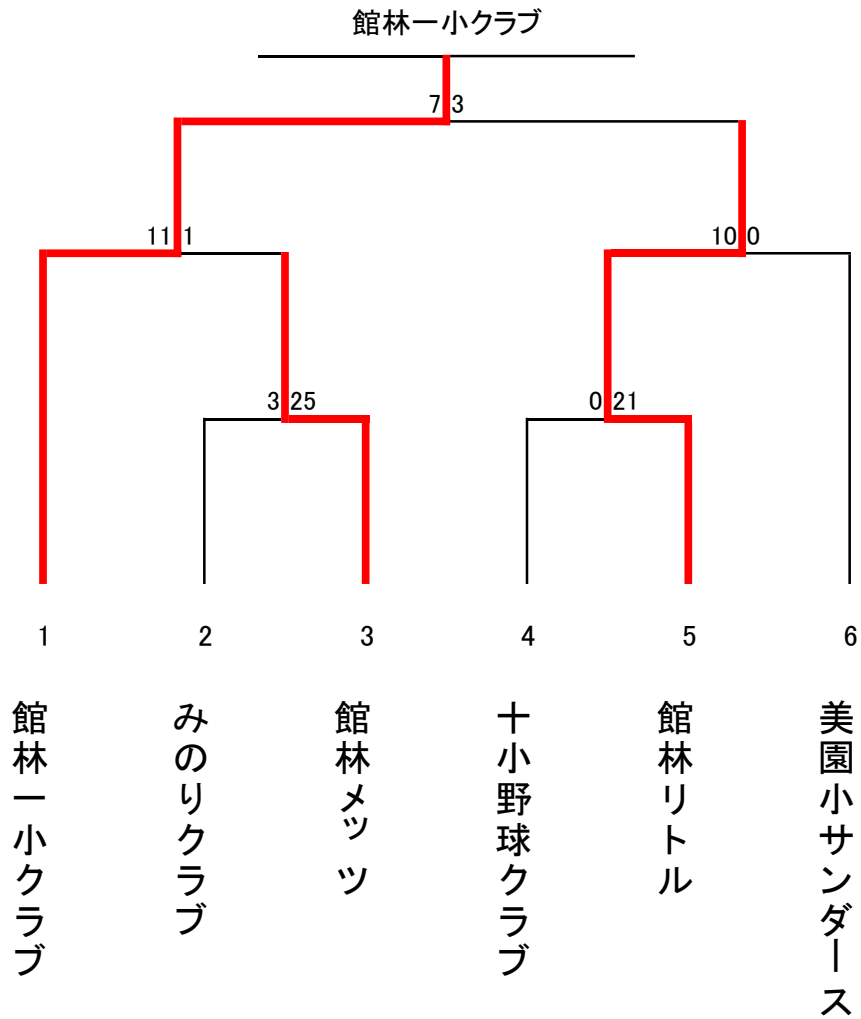 館林一小クラブ
7 3
11 1
10 0
3 25
0 21
1 2 3 4 5 6
館林一小クラブ
みのりクラブ
館林メッツ
十小野球クラブ
館林リトル
美園小サンダース